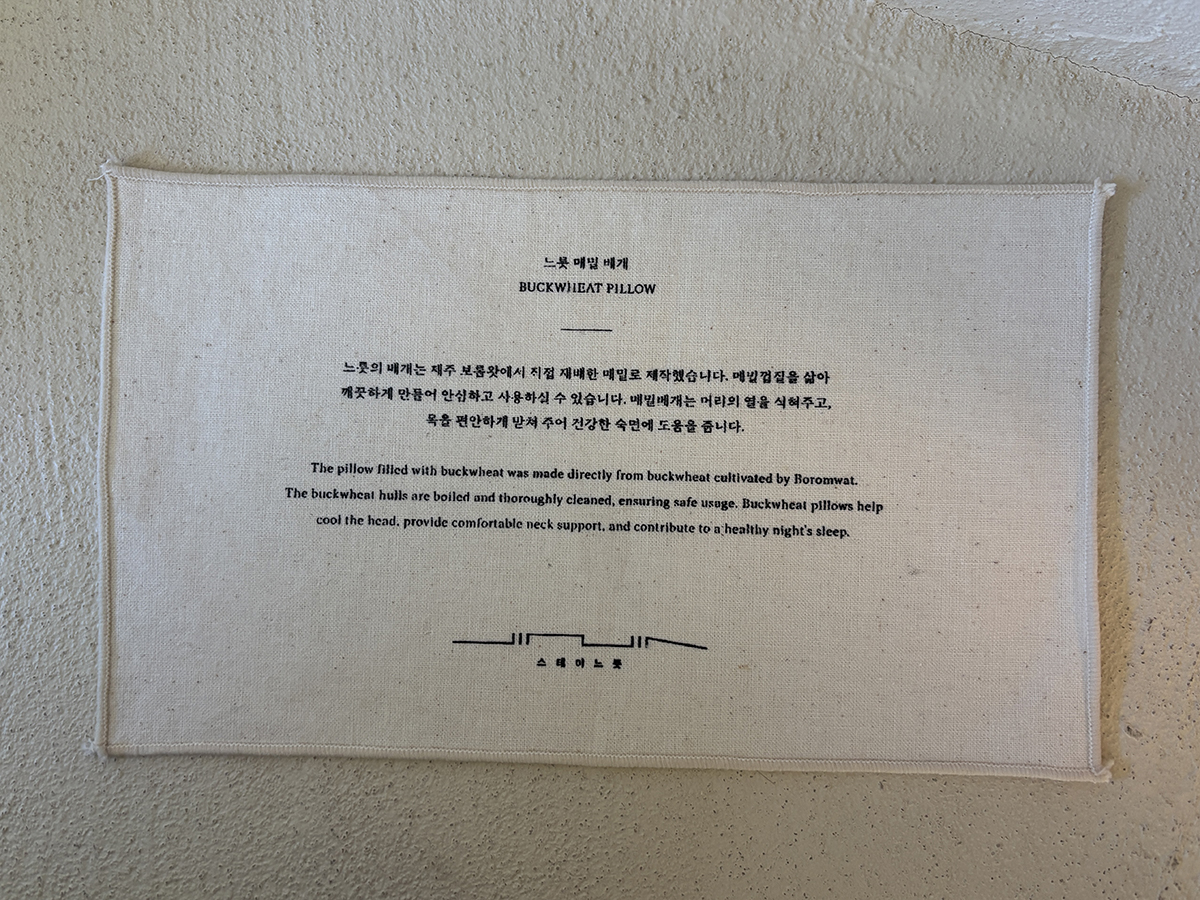 느릇 메밀 베개
BUCKWHEAT PILLOW
느릇의 베개는 제주 보롬왓에서 직접 재배한 메밀로 제작했습니다. 메밀껍질을 삶아
깨끗하게 만들어 안심하고 사용하실 수 있습니다. 메밀베개는 머리의 열을 식혀주고,
목을 편안하게 받쳐 주어 건강한 숙면에 도움을 줍니다.
The pillow filled with buckwheat was made directly from buckwheat cultivated by Boromwat.
The buckwheat hulls are boiled and thoroughly cleaned, ensuring safe usage. Buckwheat pillows help
cool the head, provide comfortable neck support, and contribute to a healthy night's sleep.
스테이느릇